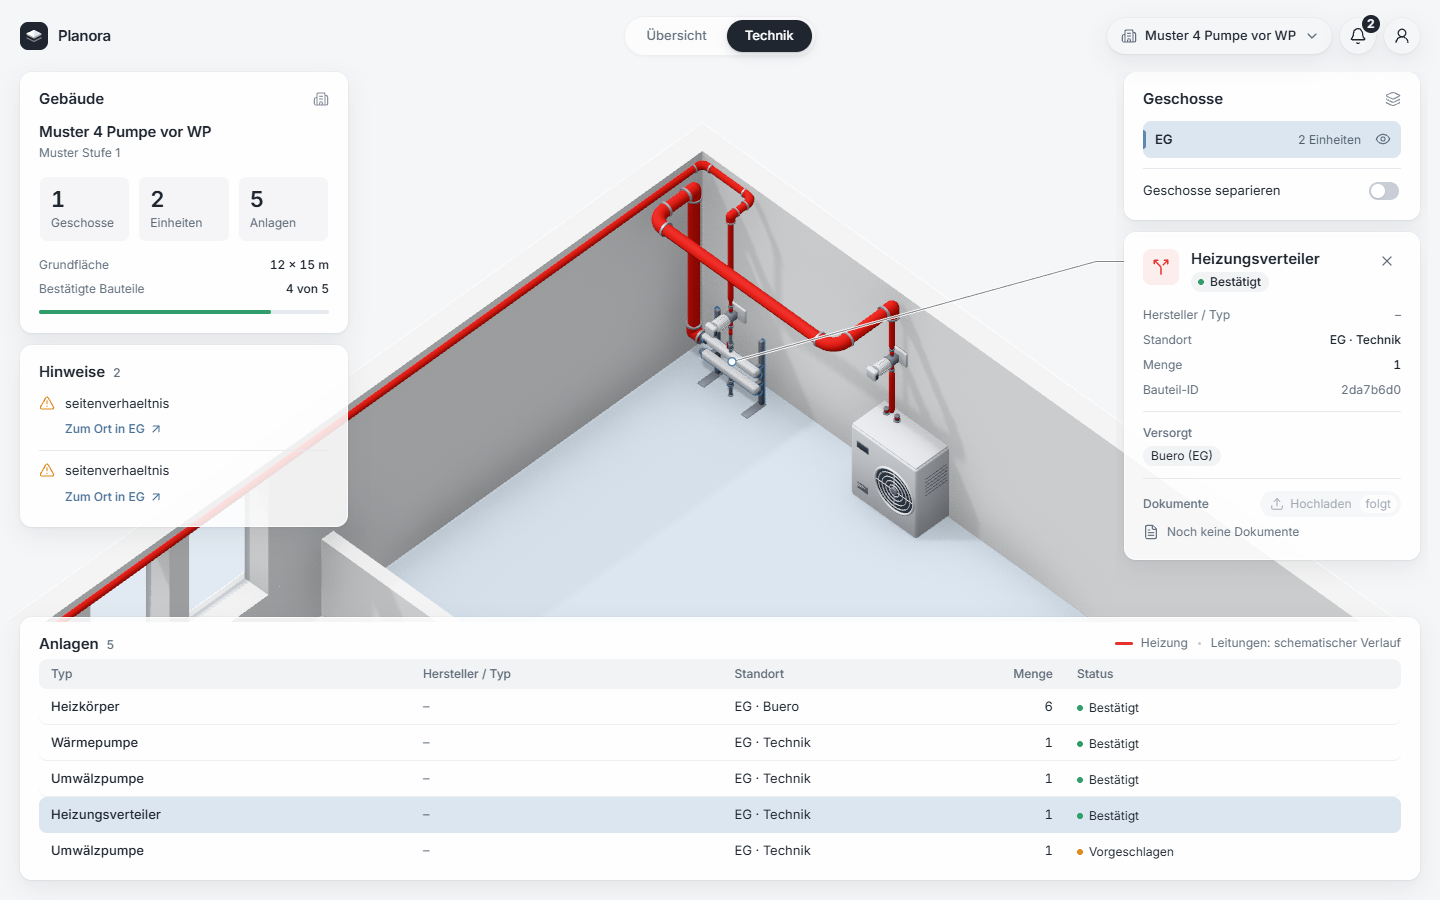 Planora
Übersicht
Technik
Muster 4 Pumpe vor WP
2
Gebäude
Muster 4 Pumpe vor WP
Muster Stufe 1
1
Geschosse
2
Einheiten
5
Anlagen
Grundfläche
12 × 15 m
Bestätigte Bauteile
4 von 5
Hinweise 2
seitenverhaeltnis
Zum Ort in EG
seitenverhaeltnis
Zum Ort in EG
Geschosse
EG
2 Einheiten
Geschosse separieren
Heizungsverteiler
Bestätigt
Hersteller / Typ –
Standort EG · Technik
Menge 1
Bauteil-ID 2da7b6d0
Versorgt
Buero (EG)
Dokumente Hochladen folgt
Noch keine Dokumente
Anlagen 5
Heizung • Leitungen: schematischer Verlauf
Typ Hersteller / Typ Standort Menge Status
Heizkörper – EG · Buero 6 Bestätigt
Wärmepumpe – EG · Technik 1 Bestätigt
Umwälzpumpe – EG · Technik 1 Bestätigt
Heizungsverteiler – EG · Technik 1 Bestätigt
Umwälzpumpe – EG · Technik 1 Vorgeschlagen